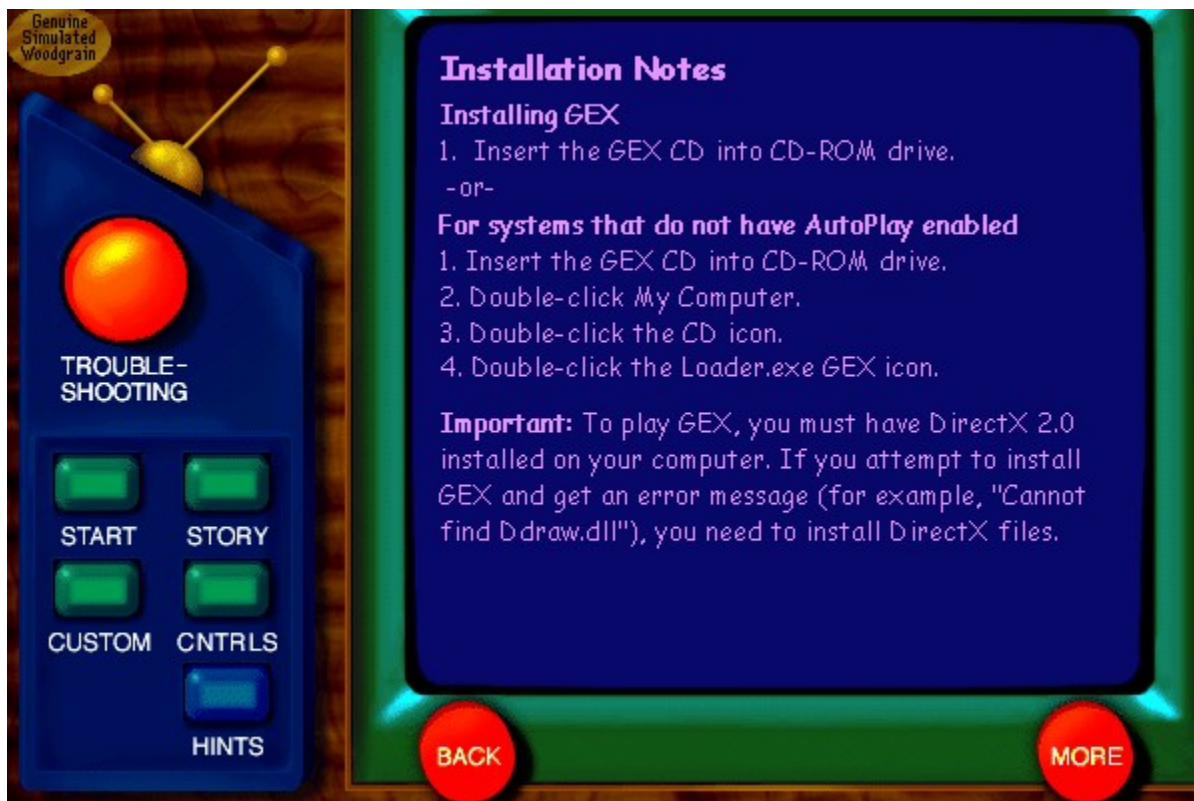 Genuine
Simulated
Woodgrain
TROUBLE-
SHOOTING
START
STORY
CUSTOM
CNTRLS
HINTS
Installation Notes
Installing GEX
1. Insert the GEX CD into CD-ROM drive.
-or-
For systems that do not have AutoPlay enabled
1. Insert the GEX CD into CD-ROM drive.
2. Double-click My Computer.
3. Double-click the CD icon.
4. Double-click the Loader.exe GEX icon.
Important: To play GEX, you must have DirectX 2.0
installed on your computer. If you attempt to install
GEX and get an error message (for example, "Cannot
find Ddraw.dll"), you need to install DirectX files.
BACK
MORE